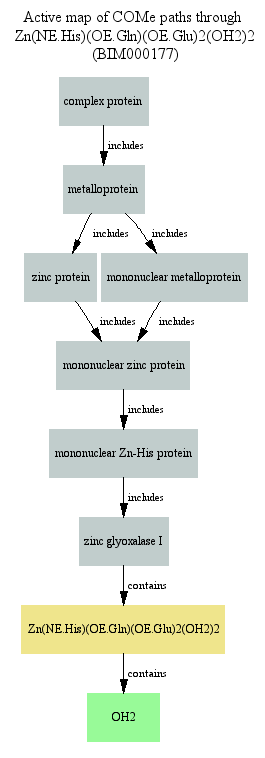 Active map of COMe paths through
Zn(NE.His)(OE.Gln)(OE.Glu)2(OH2)2
(BIM000177)
complex protein
includes
metalloprotein
includes includes
zinc protein mononuclear metalloprotein
includes includes
mononuclear zinc protein
includes
mononuclear Zn-His protein
includes
zinc glyoxalase I
contains
Zn(NE.His)(OE.Gln)(OE.Glu)2(OH2)2
contains
OH2